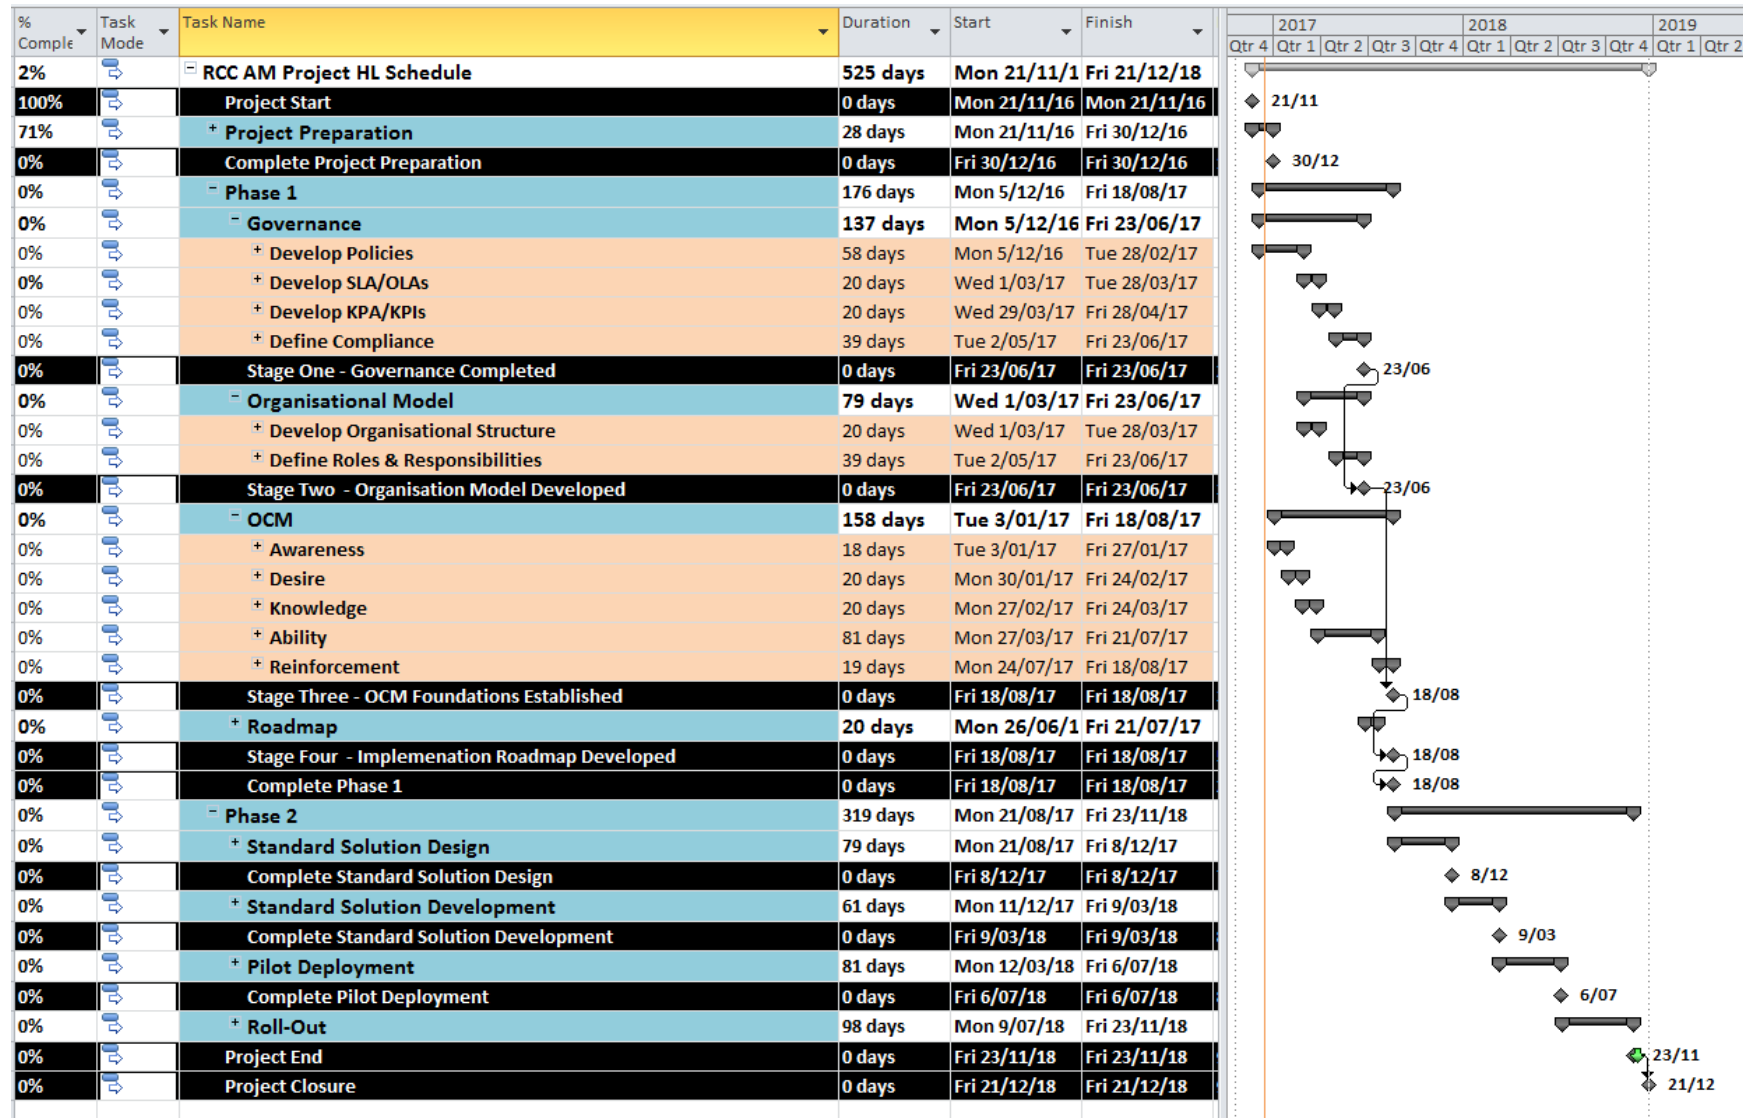 % Comple Task Mode Task Name Duration Start Finish 2017 2018 2019
Qtr 4 Qtr 1 Qtr 2 Qtr 3 Qtr 4 Qtr 1 Qtr 2 Qtr 3 Qtr 4 Qtr 1 Qtr 2
2% RCC AM Project HL Schedule 525 days Mon 21/11/1 Fri 21/12/18
100% Project Start 0 days Mon 21/11/16 Mon 21/11/16 21/11
71% Project Preparation 28 days Mon 21/11/16 Fri 30/12/16
0% Complete Project Preparation 0 days Fri 30/12/16 Fri 30/12/16 30/12
0% Phase 1 176 days Mon 5/12/16 Fri 18/08/17
0% Governance 137 days Mon 5/12/16 Fri 23/06/17
0% Develop Policies 58 days Mon 5/12/16 Tue 28/02/17
0% Develop SLA/OLAs 20 days Wed 1/03/17 Tue 28/03/17
0% Develop KPA/KPIs 20 days Wed 29/03/17 Fri 28/04/17
0% Define Compliance 39 days Tue 2/05/17 Fri 23/06/17
0% Stage One - Governance Completed 0 days Fri 23/06/17 Fri 23/06/17 23/06
0% Organisational Model 79 days Wed 1/03/17 Fri 23/06/17
0% Develop Organisational Structure 20 days Wed 1/03/17 Tue 28/03/17
0% Define Roles & Responsibilities 39 days Tue 2/05/17 Fri 23/06/17
0% Stage Two - Organisation Model Developed 0 days Fri 23/06/17 Fri 23/06/17 23/06
0% OCM 158 days Tue 3/01/17 Fri 18/08/17
0% Awareness 18 days Tue 3/01/17 Fri 27/01/17
0% Desire 20 days Mon 30/01/17 Fri 24/02/17
0% Knowledge 20 days Mon 27/02/17 Fri 24/03/17
0% Ability 81 days Mon 27/03/17 Fri 21/07/17
0% Reinforcement 19 days Mon 24/07/17 Fri 18/08/17
0% Stage Three - OCM Foundations Established 0 days Fri 18/08/17 Fri 18/08/17 18/08
0% Roadmap 20 days Mon 26/06/1 Fri 21/07/17
0% Stage Four - Implemenation Roadmap Developed 0 days Fri 18/08/17 Fri 18/08/17 18/08
0% Complete Phase 1 0 days Fri 18/08/17 Fri 18/08/17 18/08
0% Phase 2 319 days Mon 21/08/17 Fri 23/11/18
0% Standard Solution Design 79 days Mon 21/08/17 Fri 8/12/17
0% Complete Standard Solution Design 0 days Fri 8/12/17 Fri 8/12/17 8/12
0% Standard Solution Development 61 days Mon 11/12/17 Fri 9/03/18
0% Complete Standard Solution Development 0 days Fri 9/03/18 Fri 9/03/18 9/03
0% Pilot Deployment 81 days Mon 12/03/18 Fri 6/07/18
0% Complete Pilot Deployment 0 days Fri 6/07/18 Fri 6/07/18 6/07
0% Roll-Out 98 days Mon 9/07/18 Fri 23/11/18
0% Project End 0 days Fri 23/11/18 Fri 23/11/18 23/11
0% Project Closure 0 days Fri 21/12/18 Fri 21/12/18 21/12